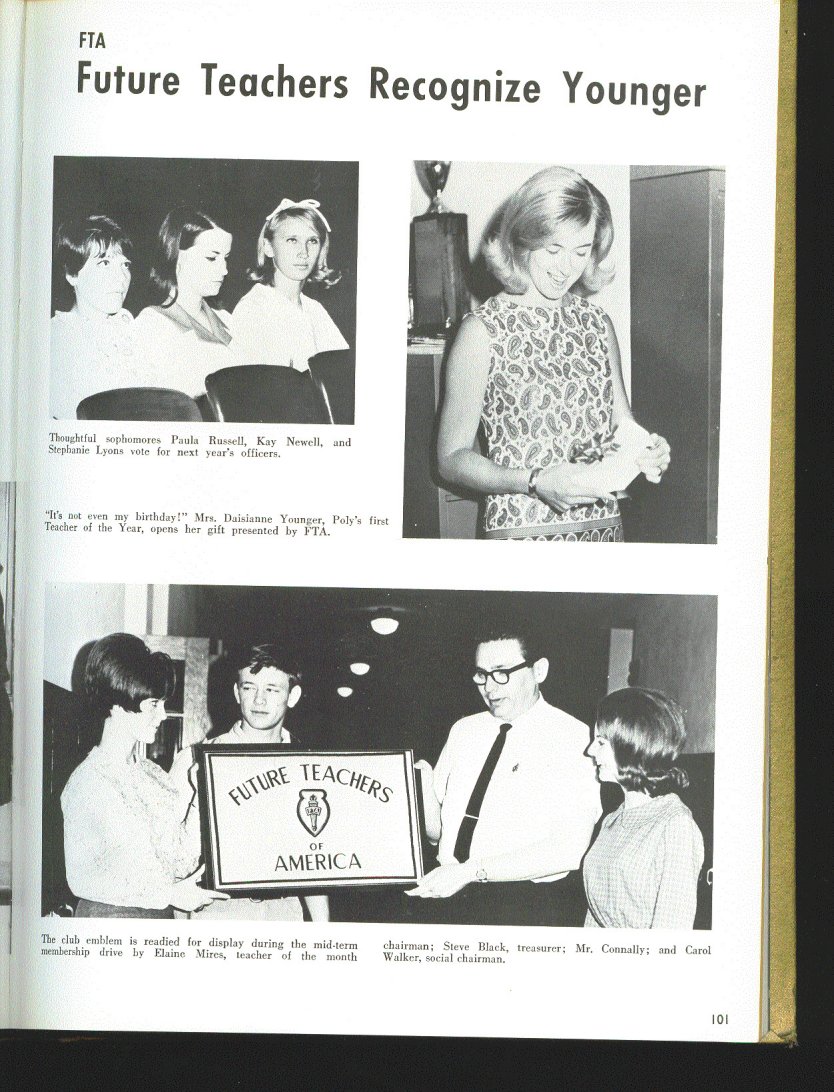 FTA
Future Teachers Recognize Younger
Thoughtful sophomores Paula Russell, Kay Newell, and
Stephanie Lyons vote for next year's officers.
"It's not even my birthday!" Mrs. Daisianne Younger, Poly's first
Teacher of the Year, opens her gift presented by FTA.
FUTURE TEACHERS
OF
AMERICA
The club emblem is readied for display during the mid-term
membership drive by Elaine Mires, teacher of the month
chairman; Steve Black, treasurer; Mr. Connally; and Carol
Walker, social chairman.
101